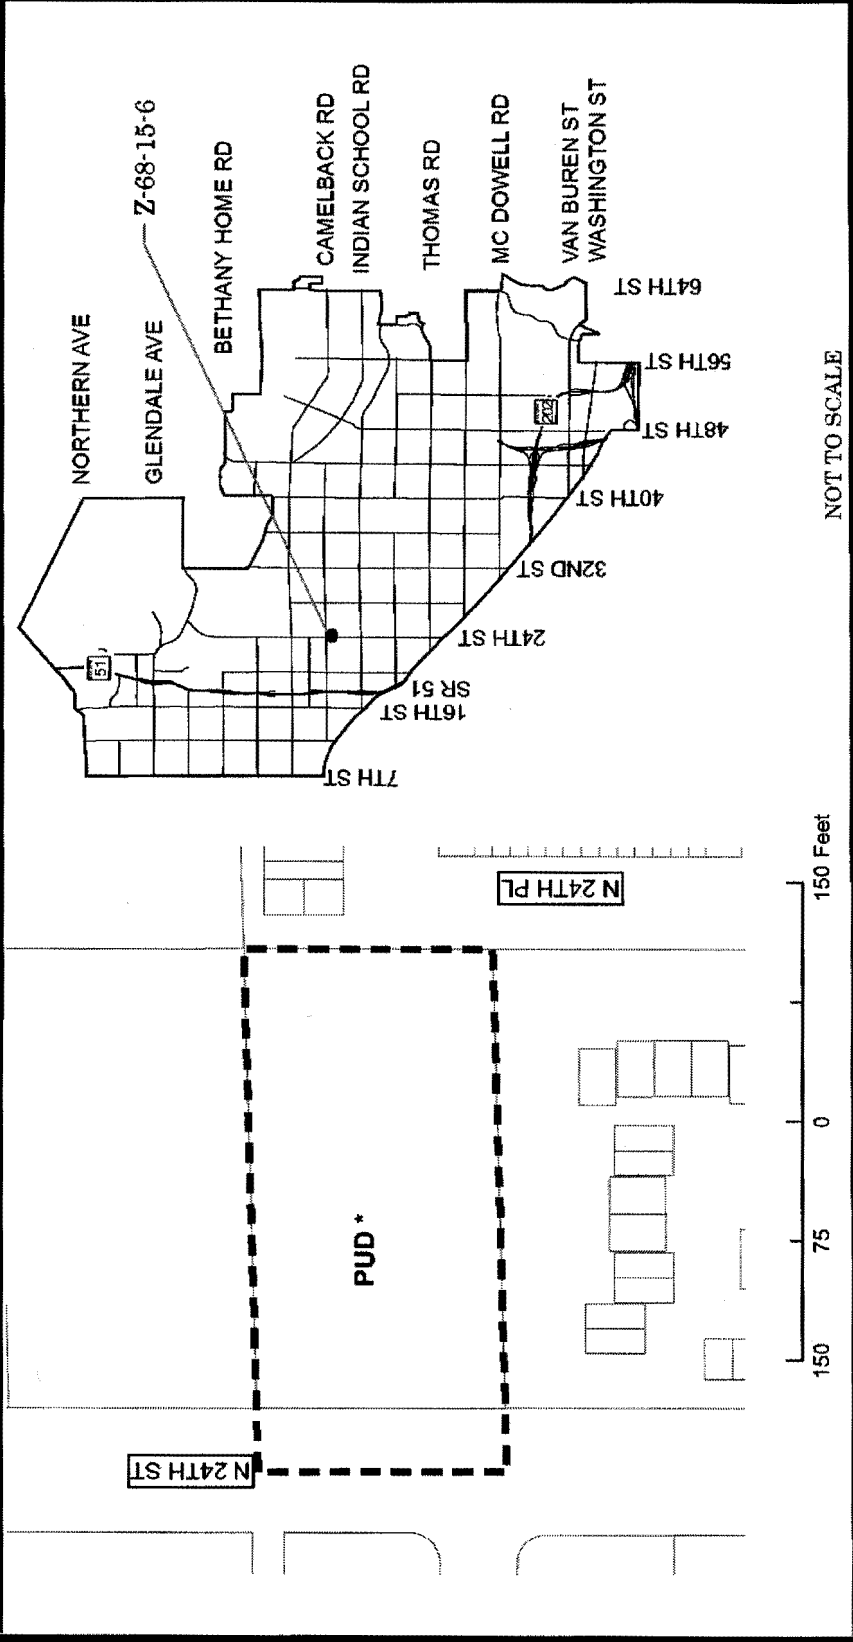 Z-68-15-6
NORTHERN AVE
GLENDALE AVE
BETHANY HOME RD
CAMELBACK RD
INDIAN SCHOOL RD
THOMAS RD
MC DOWELL RD
VAN BUREN ST
WASHINGTON ST
51
202
7TH ST
16TH ST
SR 51
24TH ST
32ND ST
40TH ST
48TH ST
56TH ST
64TH ST
NOT TO SCALE
N 24TH ST
PUD *
N 24TH PL
150 75 0 150 Feet